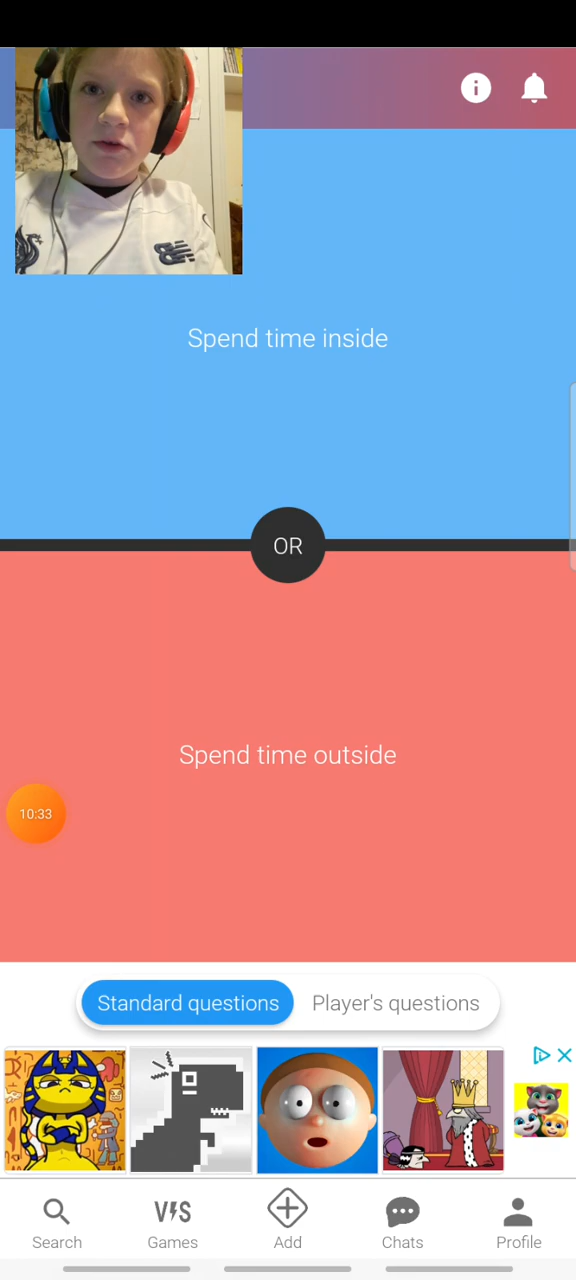 Spend time inside
OR
Spend time outside
10:33
Standard questions
Player's questions
Search
VS
Games
Add
Chats
Profile